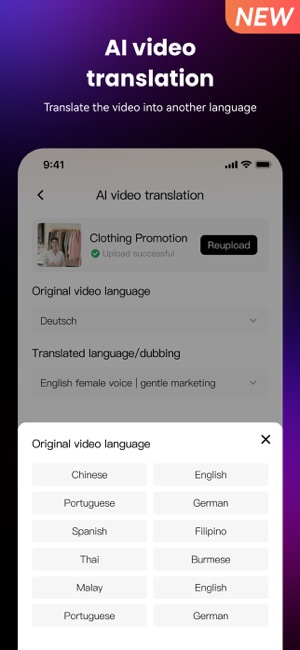 NEW
AI video
translation
Translate the video into another language
9:41
AI video translation
Clothing Promotion
Upload successful
Reupload
Original video language
Deutsch
Translated language/dubbing
English female voice | gentle marketing
Original video language
Chinese
English
Portuguese
German
Spanish
Filipino
Thai
Burmese
Malay
English
Portuguese
German